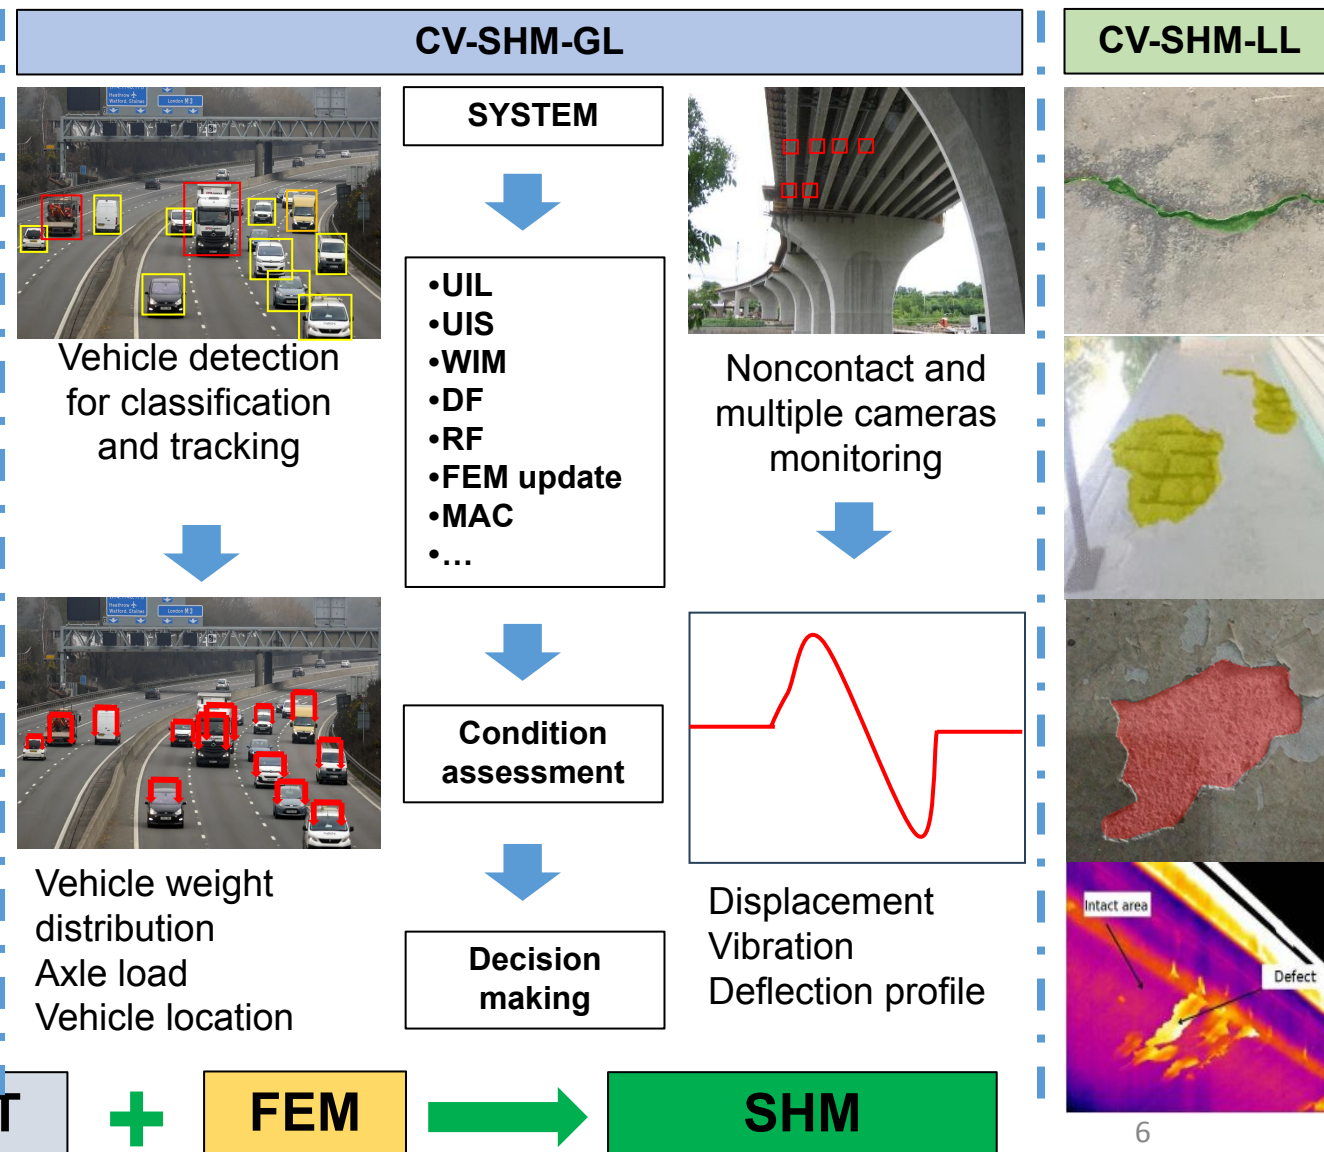 CV-SHM-GL
CV-SHM-LL
SYSTEM
•UIL
•UIS
•WIM
•DF
•RF
•FEM update
•MAC
•...
Vehicle detection
for classification
and tracking
Noncontact and
multiple cameras
monitoring
Condition
assessment
Decision
making
Vehicle weight
distribution
Axle load
Vehicle location
Displacement
Vibration
Deflection profile
Intact area
Defect
T
+
FEM
SHM
6